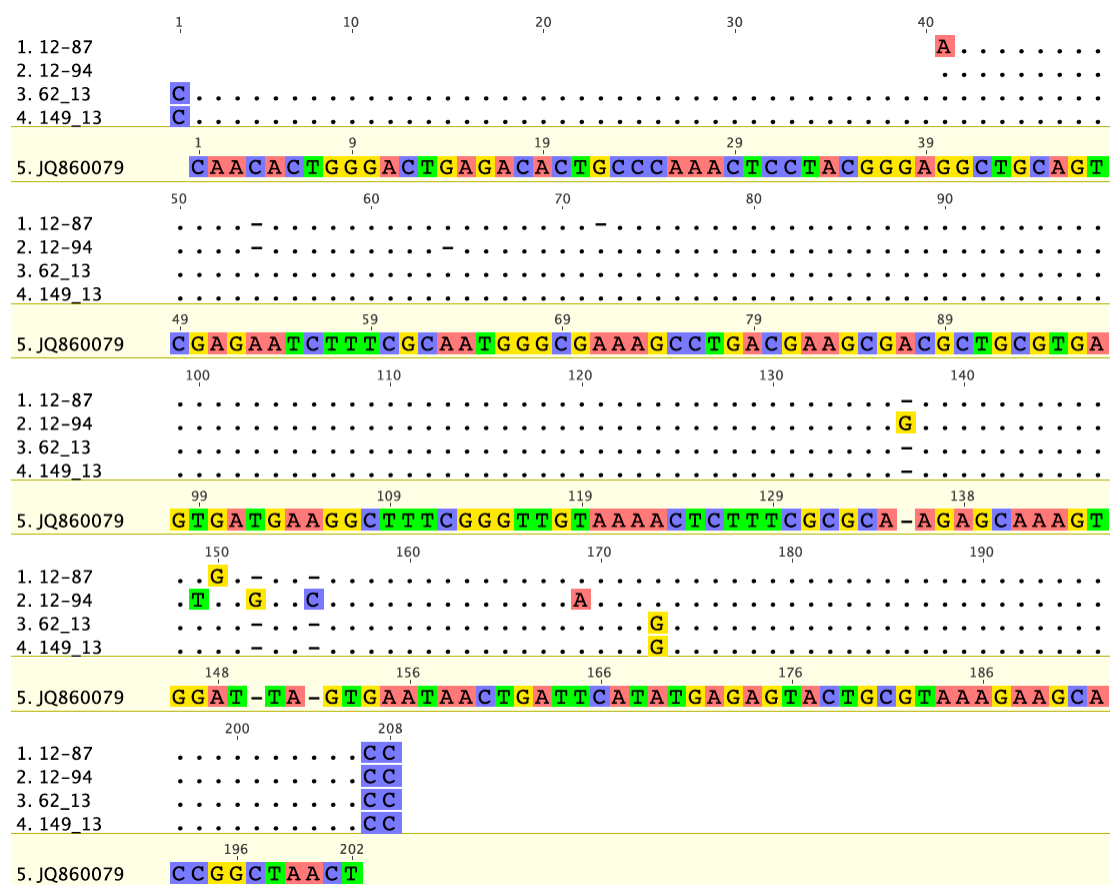 1 10 20 30 40
1. 12-87 A........
2. 12-94 .........
3. 62_13 C................................................
4. 149_13 C................................................
1 9 19 29 39
5. JQ860079 CAACACTGGGACTGAGACACTGCCCAAACTCCTACGGGAGGCTGCAGT
50 60 70 80 90
1. 12-87 ....-.................-..........................
2. 12-94 ....-.........-..................................
3. 62_13 .................................................
4. 149_13 .................................................
49 59 69 79 89
5. JQ860079 CGAGAATCTTTCGCAATGGGCGAAAGCCTGACGAAGCGACGCTGCGTGA
100 110 120 130 140
1. 12-87 ......................................-..........
2. 12-94 ......................................G..........
3. 62_13 ......................................-..........
4. 149_13 ......................................-..........
99 109 119 129 138
5. JQ860079 GTGATGAAGGCTTTCGGGTTGTAAAACTCTTTCGCGCA-AGAGCAAAGT
150 160 170 180 190
1. 12-87 ..G.-..-.........................................
2. 12-94 .T..G..C.............A...........................
3. 62_13 ....-..-.................G.......................
4. 149_13 ....-..-.................G.......................
148 156 166 176 186
5. JQ860079 GGAT-TA-GTGAATAACTGATTCATATGAGAGTACTGCGTAAAGAAGCA
200 208
1. 12-87 ..........CC
2. 12-94 ..........CC
3. 62_13 ..........CC
4. 149_13 ..........CC
196 202
5. JQ860079 CCGGCTAACT